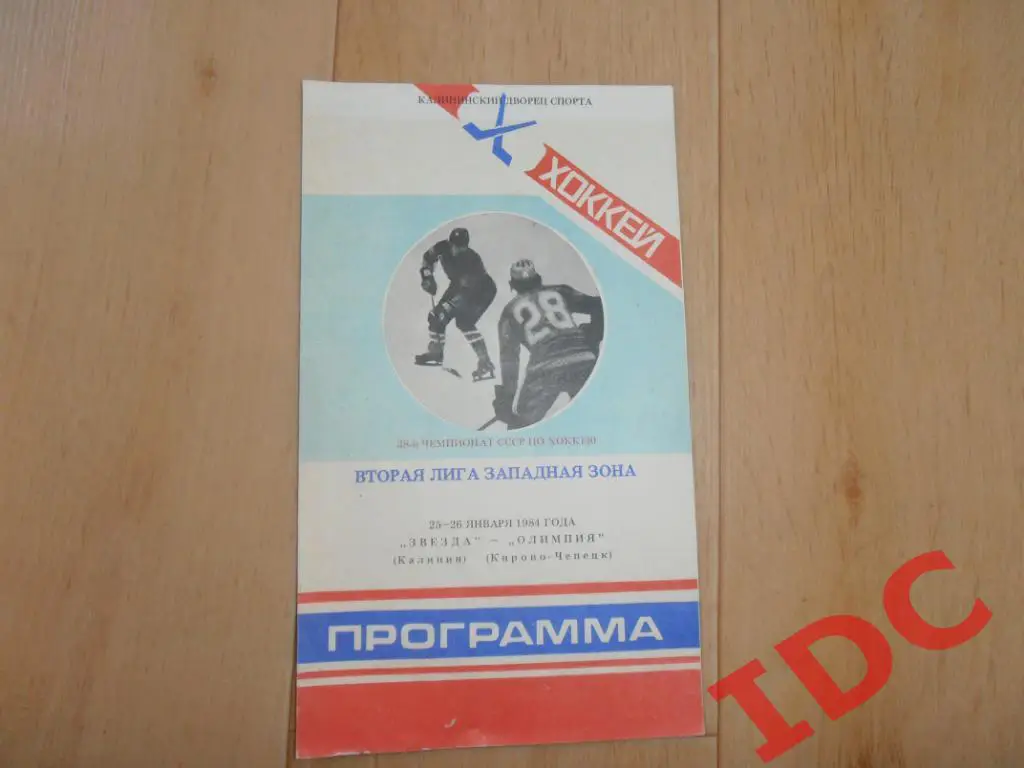 КАЛИНИНСКИЙ ДВОРЕЦ СПОРТА
ХОККЕЙ
28
38-й ЧЕМПИОНАТ СССР ПО ХОККЕЮ
ВТОРАЯ ЛИГА ЗАПАДНАЯ ЗОНА
25—26 ЯНВАРЯ 1984 ГОДА
„ЗВЕЗДА" — „ОЛИМПИЯ"
(Калинин) (Кирово-Чепецк)
ПРОГРАММА
IDC